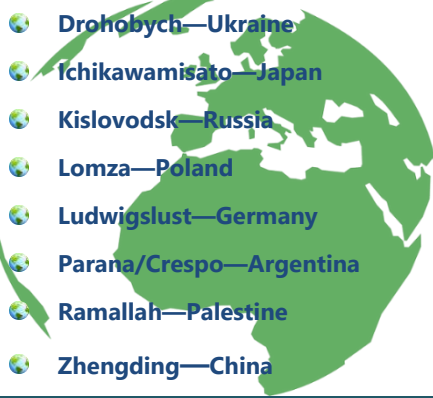 Drohobych—Ukraine
Ichikawamisato—Japan
Kislovodsk—Russia
Lomza—Poland
Ludwigslust—Germany
Parana/Crespo—Argentina
Ramallah—Palestine
Zhengding—China